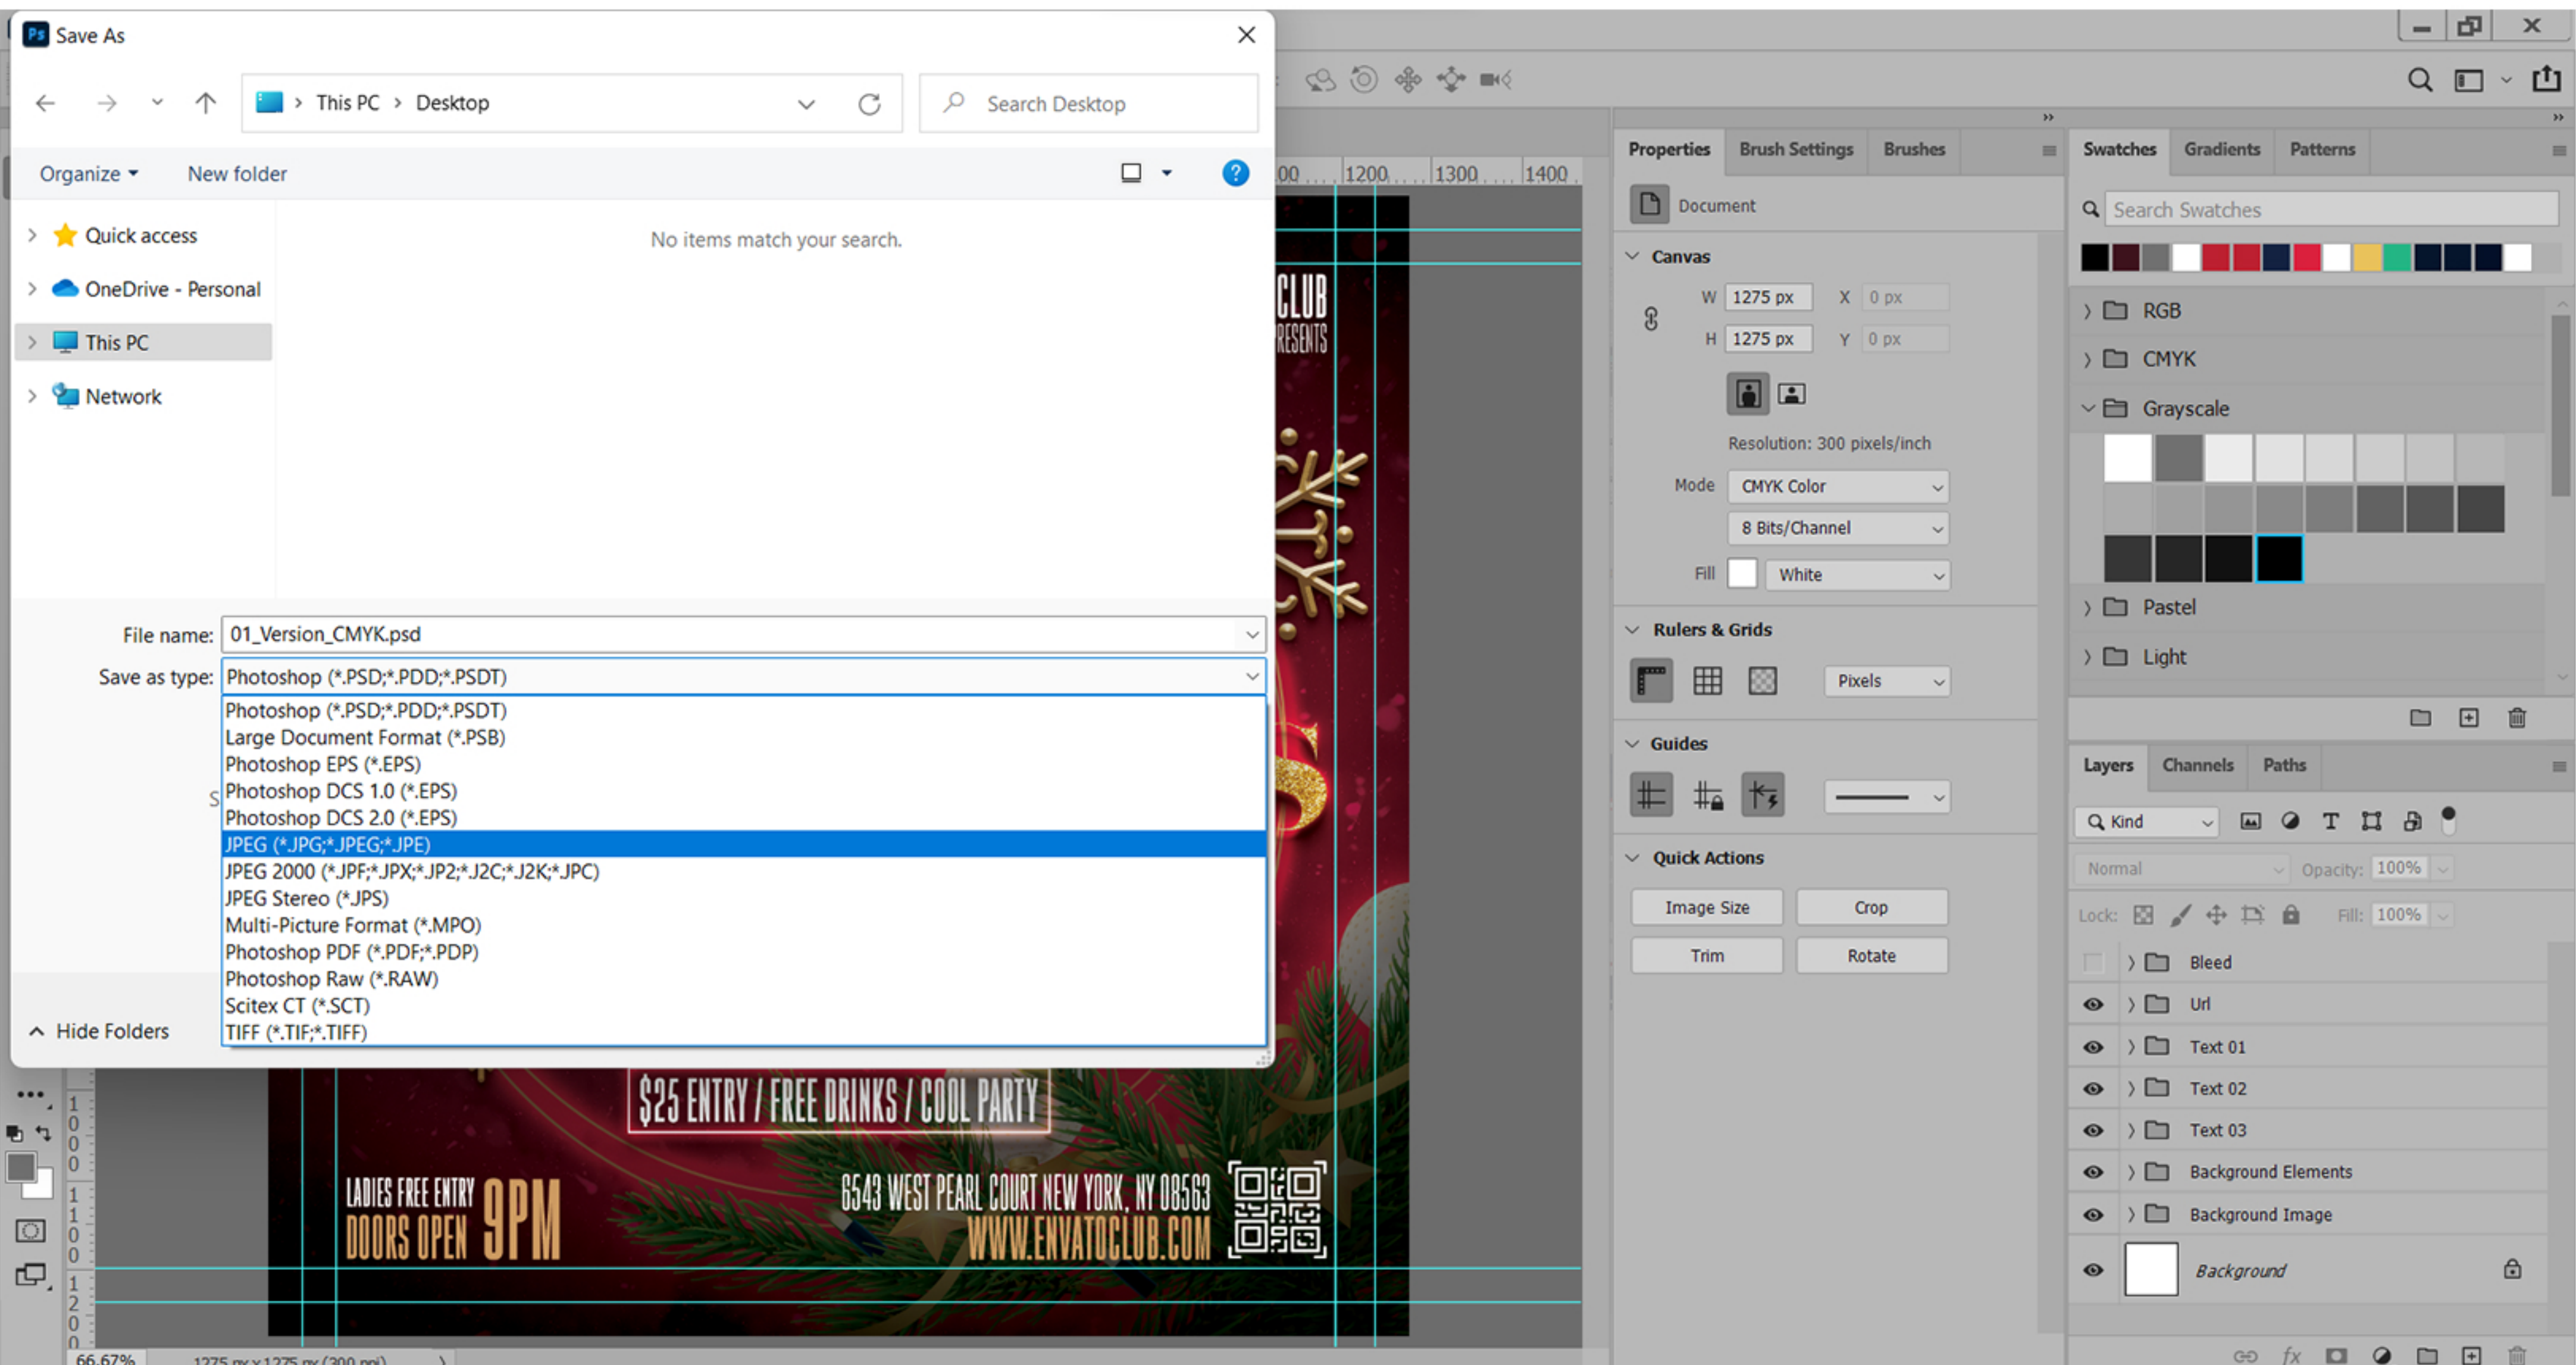 Ps Save As
This PC > Desktop
Search Desktop
Organize
New folder
?
Quick access
OneDrive - Personal
This PC
Network
No items match your search.
File name: 01_Version_CMYK.psd
Save as type: Photoshop (*.PSD;*.PDD;*.PSDT)
Photoshop (*.PSD;*.PDD;*.PSDT)
Large Document Format (*.PSB)
Photoshop EPS (*.EPS)
Photoshop DCS 1.0 (*.EPS)
S
Photoshop DCS 2.0 (*.EPS)
JPEG (*.JPG;*.JPEG;*.JPE)
JPEG 2000 (*.JPF;*.JPX;*.JP2;*.J2C;*.J2K;*.JPC)
JPEG Stereo (*.JPS)
Multi-Picture Format (*.MPO)
Photoshop PDF (*.PDF;*.PDP)
Photoshop Raw (*.RAW)
Scitex CT (*.SCT)
TIFF (*.TIF;*.TIFF)
Hide Folders
00 1200 1300 1400
CLUB
RESENTS
$25 ENTRY / FREE DRINKS / COOL PARTY
LADIES FREE ENTRY
DOORS OPEN
9PM
6543 WEST PEARL COURT NEW YORK, NY 08563
WWW.ENVATOCLUB.COM
1000
1100
1200
66.67%
1275 px x 1275 px (300 ppi)
Properties
Brush Settings
Brushes
Document
Canvas
W 1275 px X 0 px
H 1275 px Y 0 px
Resolution: 300 pixels/inch
Mode CMYK Color
8 Bits/Channel
Fill White
Rulers & Grids
Pixels
Guides
Quick Actions
Image Size
Crop
Trim
Rotate
Swatches
Gradients
Patterns
Search Swatches
RGB
CMYK
Grayscale
Pastel
Light
Layers
Channels
Paths
Kind
T
Normal
Opacity: 100%
Lock:
Fill: 100%
Bleed
Url
Text 01
Text 02
Text 03
Background Elements
Background Image
Background
fx